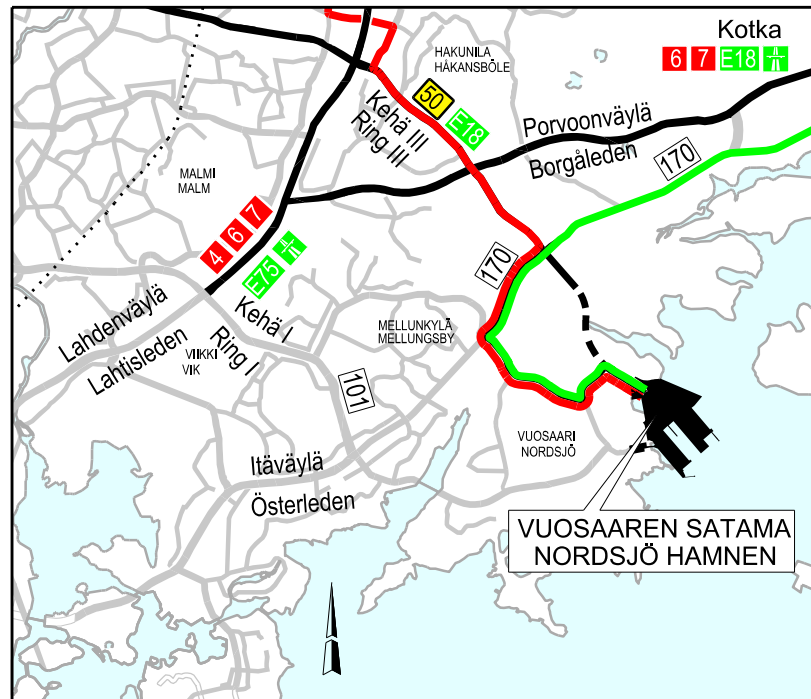 Kotka
6 7 E18
HAKUNILA
HÅKANSBÖLE
50 E18
Kehä III
Ring III
Porvoonväylä
Borgåleden
170
MALMI
MALM
4 6 7
E75
170
Lahdenväylä
Lahtisleden
Kehä I
Ring I
VIIKKI
VIK
MELLUNKYLÄ
MELLUNGSBY
101
VUOSAARI
NORDSJÖ
Itäväylä
Österleden
VUOSAAREN SATAMA
NORDSJÖ HAMNEN